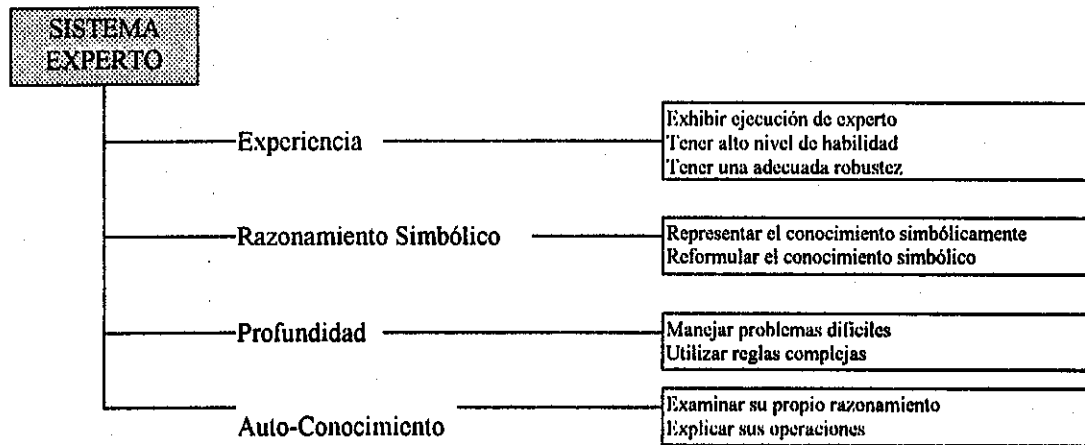 SISTEMA
EXPERTO
Experiencia
Exhibir ejecución de experto
Tener alto nivel de habilidad
Tener una adecuada robustez
Razonamiento Simbólico
Representar el conocimiento simbólicamente
Reformular el conocimiento simbólico
Profundidad
Manejar problemas difíciles
Utilizar reglas complejas
Auto-Conocimiento
Examinar su propio razonamiento
Explicar sus operaciones